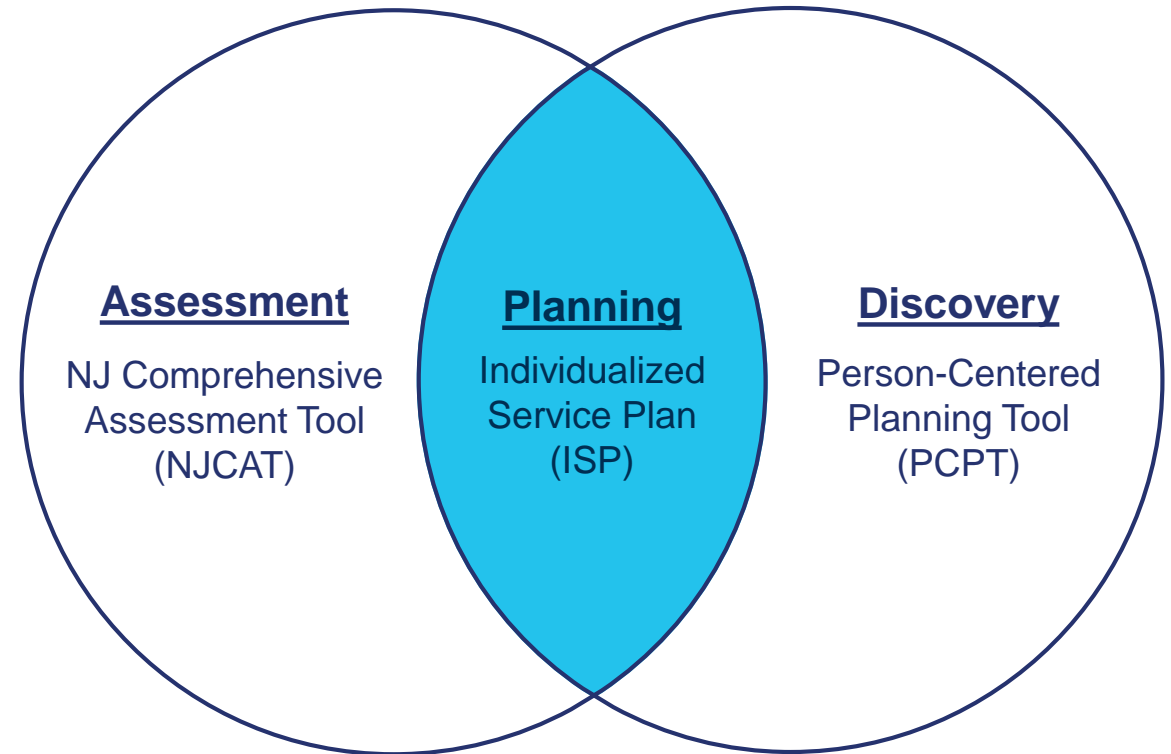 Assessment
NJ Comprehensive
Assessment Tool
(NJCAT)
Planning
Individualized
Service Plan
(ISP)
Discovery
Person-Centered
Planning Tool
(PCPT)